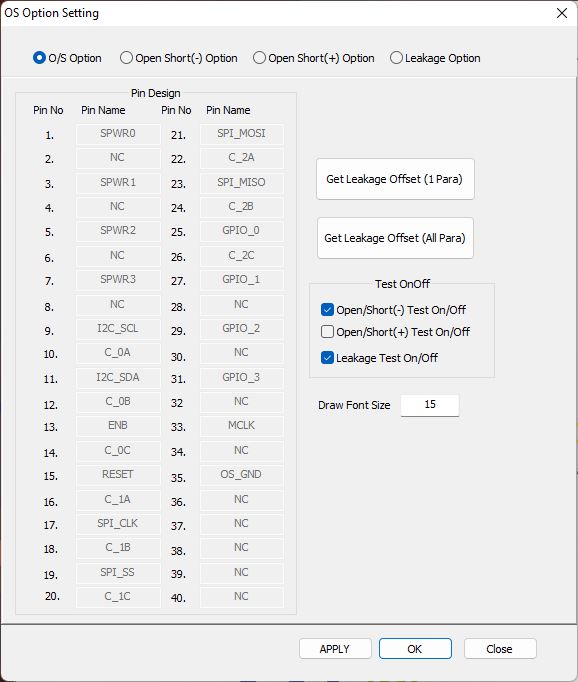 OS Option Setting
O/S Option Open Short(-) Option Open Short(+) Option Leakage Option
Pin Design
Pin No Pin Name Pin No Pin Name
1. SPWR0 21. SPI_MOSI
2. NC 22. C_2A
3. SPWR1 23. SPI_MISO
4. NC 24. C_2B
5. SPWR2 25. GPIO_0
6. NC 26. C_2C
7. SPWR3 27. GPIO_1
8. NC 28. NC
9. I2C_SCL 29. GPIO_2
10. C_0A 30. NC
11. I2C_SDA 31. GPIO_3
12. C_0B 32 NC
13. ENB 33. MCLK
14. C_0C 34. NC
15. RESET 35. OS_GND
16. C_1A 36. NC
17. SPI_CLK 37. NC
18. C_1B 38. NC
19. SPI_SS 39. NC
20. C_1C 40. NC
Get Leakage Offset (1 Para)
Get Leakage Offset (All Para)
Test OnOff
Open/Short(-) Test On/Off
Open/Short(+) Test On/Off
Leakage Test On/Off
Draw Font Size 15
APPLY OK Close